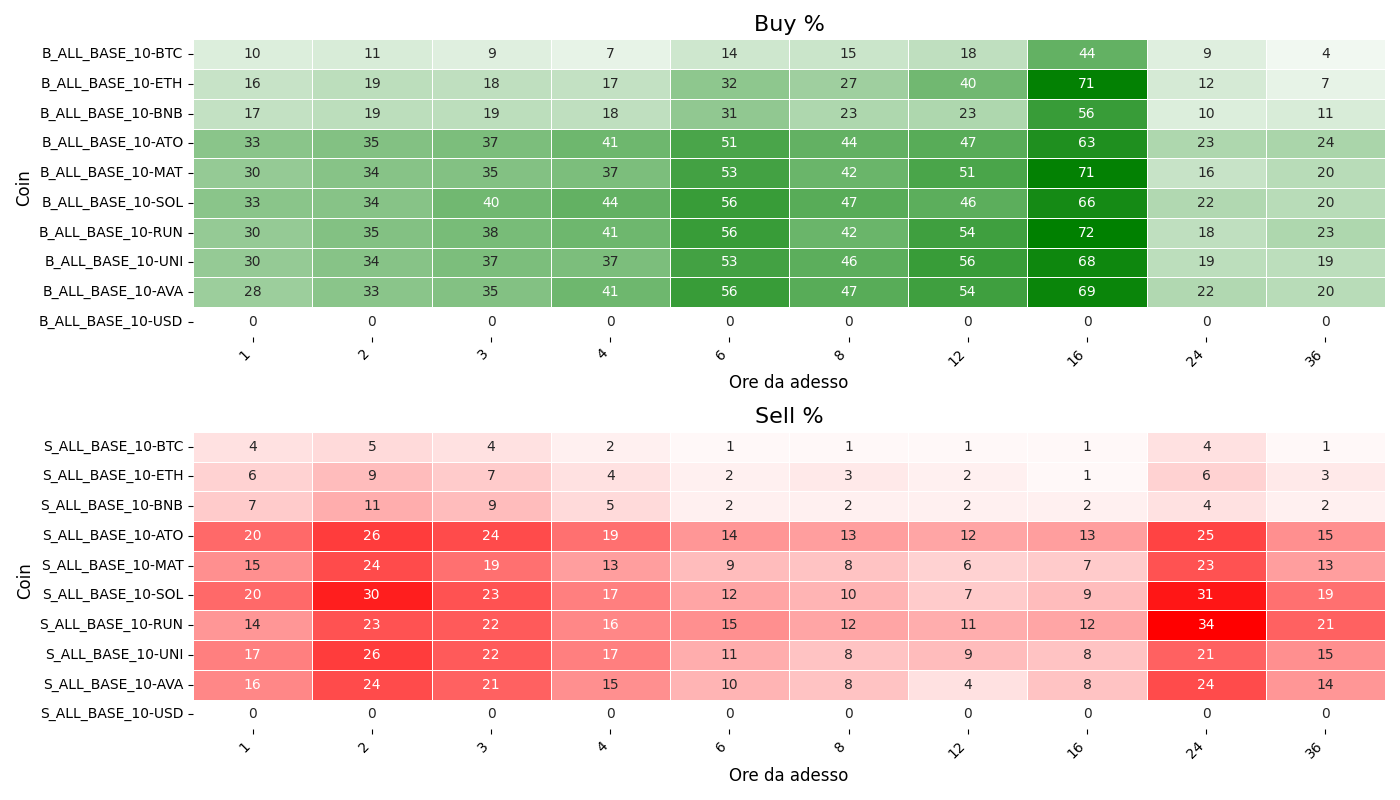 Buy %
Coin
B_ALL_BASE_10-BTC 10 11 9 7 14 15 18 44 9 4
B_ALL_BASE_10-ETH 16 19 18 17 32 27 40 71 12 7
B_ALL_BASE_10-BNB 17 19 19 18 31 23 23 56 10 11
B_ALL_BASE_10-ATO 33 35 37 41 51 44 47 63 23 24
B_ALL_BASE_10-MAT 30 34 35 37 53 42 51 71 16 20
B_ALL_BASE_10-SOL 33 34 40 44 56 47 46 66 22 20
B_ALL_BASE_10-RUN 30 35 38 41 56 42 54 72 18 23
B_ALL_BASE_10-UNI 30 34 37 37 53 46 56 68 19 19
B_ALL_BASE_10-AVA 28 33 35 41 56 47 54 69 22 20
B_ALL_BASE_10-USD 0 0 0 0 0 0 0 0 0 0
1 2 3 4 6 8 12 16 24 36
Ore da adesso
Sell %
Coin
S_ALL_BASE_10-BTC 4 5 4 2 1 1 1 1 4 1
S_ALL_BASE_10-ETH 6 9 7 4 2 3 2 1 6 3
S_ALL_BASE_10-BNB 7 11 9 5 2 2 2 2 4 2
S_ALL_BASE_10-ATO 20 26 24 19 14 13 12 13 25 15
S_ALL_BASE_10-MAT 15 24 19 13 9 8 6 7 23 13
S_ALL_BASE_10-SOL 20 30 23 17 12 10 7 9 31 19
S_ALL_BASE_10-RUN 14 23 22 16 15 12 11 12 34 21
S_ALL_BASE_10-UNI 17 26 22 17 11 8 9 8 21 15
S_ALL_BASE_10-AVA 16 24 21 15 10 8 4 8 24 14
S_ALL_BASE_10-USD 0 0 0 0 0 0 0 0 0 0
1 2 3 4 6 8 12 16 24 36
Ore da adesso